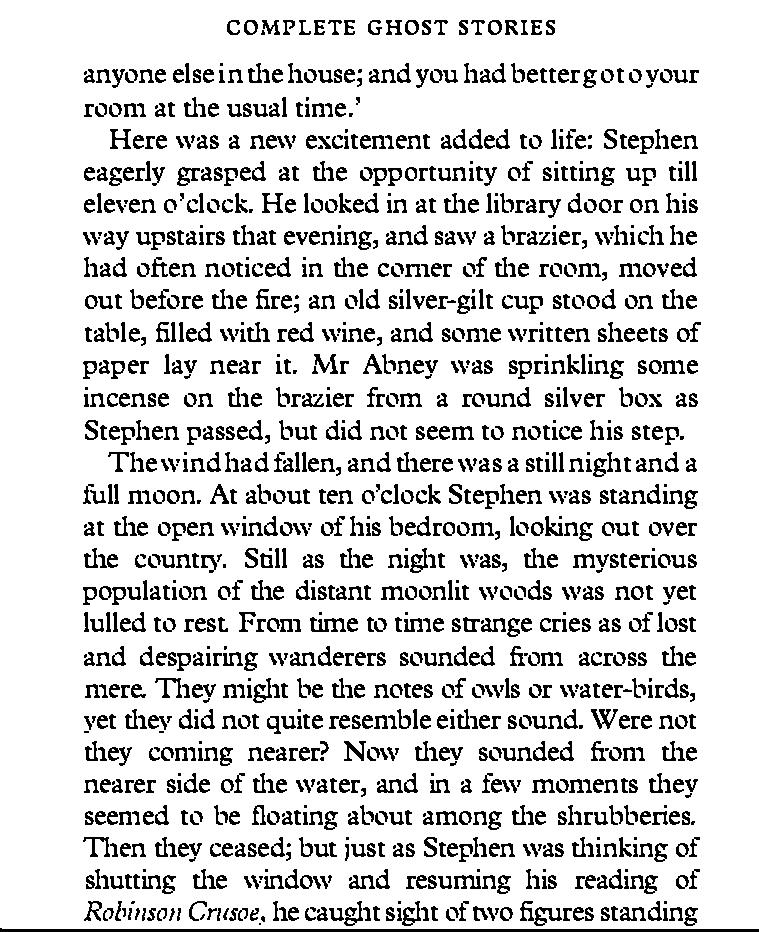 COMPLETE GHOST STORIES
anyone else in the house; and you had better go to your
room at the usual time.’
Here was a new excitement added to life: Stephen
eagerly grasped at the opportunity of sitting up till
eleven o’clock. He looked in at the library door on his
way upstairs that evening, and saw a brazier, which he
had often noticed in the corner of the room, moved
out before the fire; an old silver-gilt cup stood on the
table, filled with red wine, and some written sheets of
paper lay near it. Mr Abney was sprinkling some
incense on the brazier from a round silver box as
Stephen passed, but did not seem to notice his step.
The wind had fallen, and there was a still night and a
full moon. At about ten o’clock Stephen was standing
at the open window of his bedroom, looking out over
the country. Still as the night was, the mysterious
population of the distant moonlit woods was not yet
lulled to rest. From time to time strange cries as of lost
and despairing wanderers sounded from across the
mere. They might be the notes of owls or water-birds,
yet they did not quite resemble either sound. Were not
they coming nearer? Now they sounded from the
nearer side of the water, and in a few moments they
seemed to be floating about among the shrubberies.
Then they ceased; but just as Stephen was thinking of
shutting the window and resuming his reading of
Robinson Crusoe, he caught sight of two figures standing